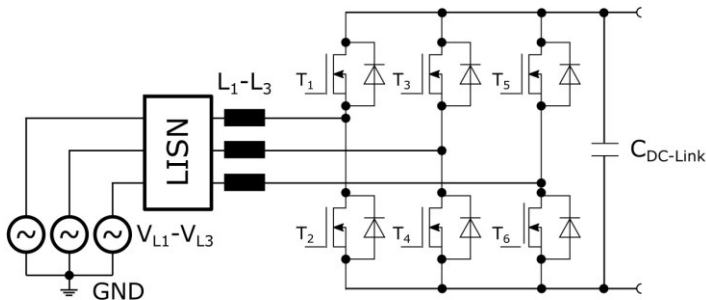 L1-L3
T1
T3
T5
LISN
CDC-Link
VL1-VL3
T2
T4
T6
GND